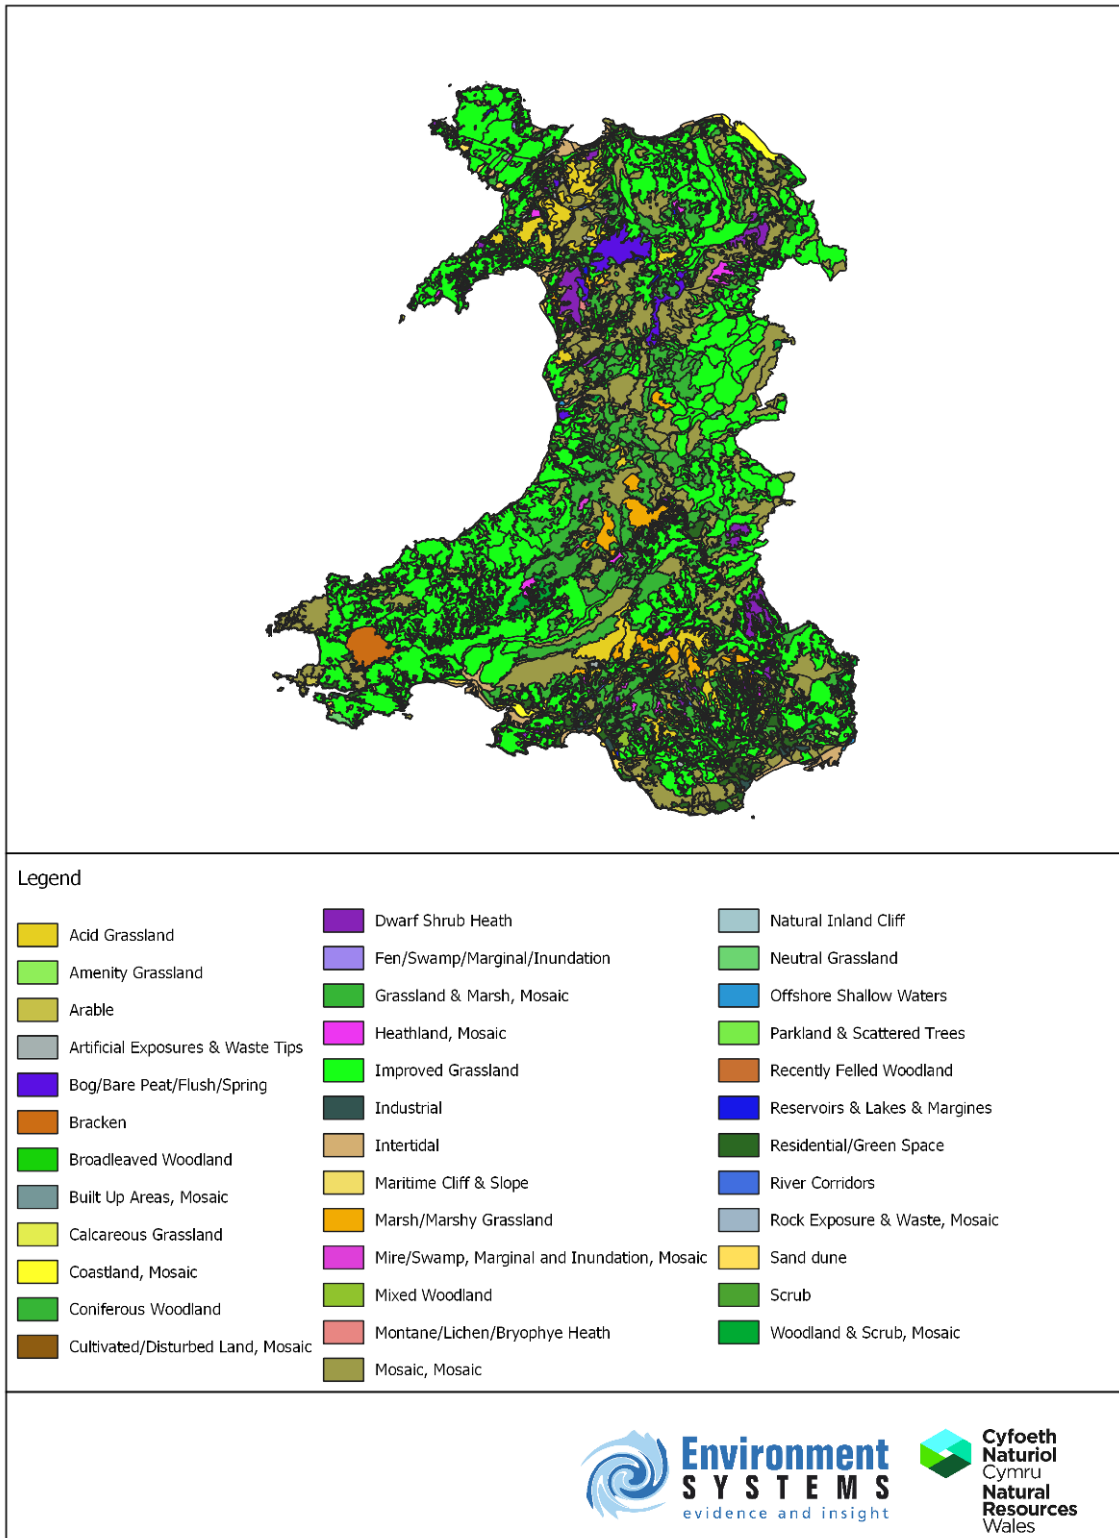 Legend
Acid Grassland
Amenity Grassland
Arable
Artificial Exposures & Waste Tips
Bog/Bare Peat/Flush/Spring
Bracken
Broadleaved Woodland
Built Up Areas, Mosaic
Calcareous Grassland
Coastland, Mosaic
Coniferous Woodland
Cultivated/Disturbed Land, Mosaic
Dwarf Shrub Heath
Fen/Swamp/Marginal/Inundation
Grassland & Marsh, Mosaic
Heathland, Mosaic
Improved Grassland
Industrial
Intertidal
Maritime Cliff & Slope
Marsh/Marshy Grassland
Mire/Swamp, Marginal and Inundation, Mosaic
Mixed Woodland
Montane/Lichen/Bryophye Heath
Mosaic, Mosaic
Natural Inland Cliff
Neutral Grassland
Offshore Shallow Waters
Parkland & Scattered Trees
Recently Felled Woodland
Reservoirs & Lakes & Margines
Residential/Green Space
River Corridors
Rock Exposure & Waste, Mosaic
Sand dune
Scrub
Woodland & Scrub, Mosaic
Environment
SYSTEMS
evidence and insight
Cyfoeth
Naturiol
Cymru
Natural
Resources
Wales